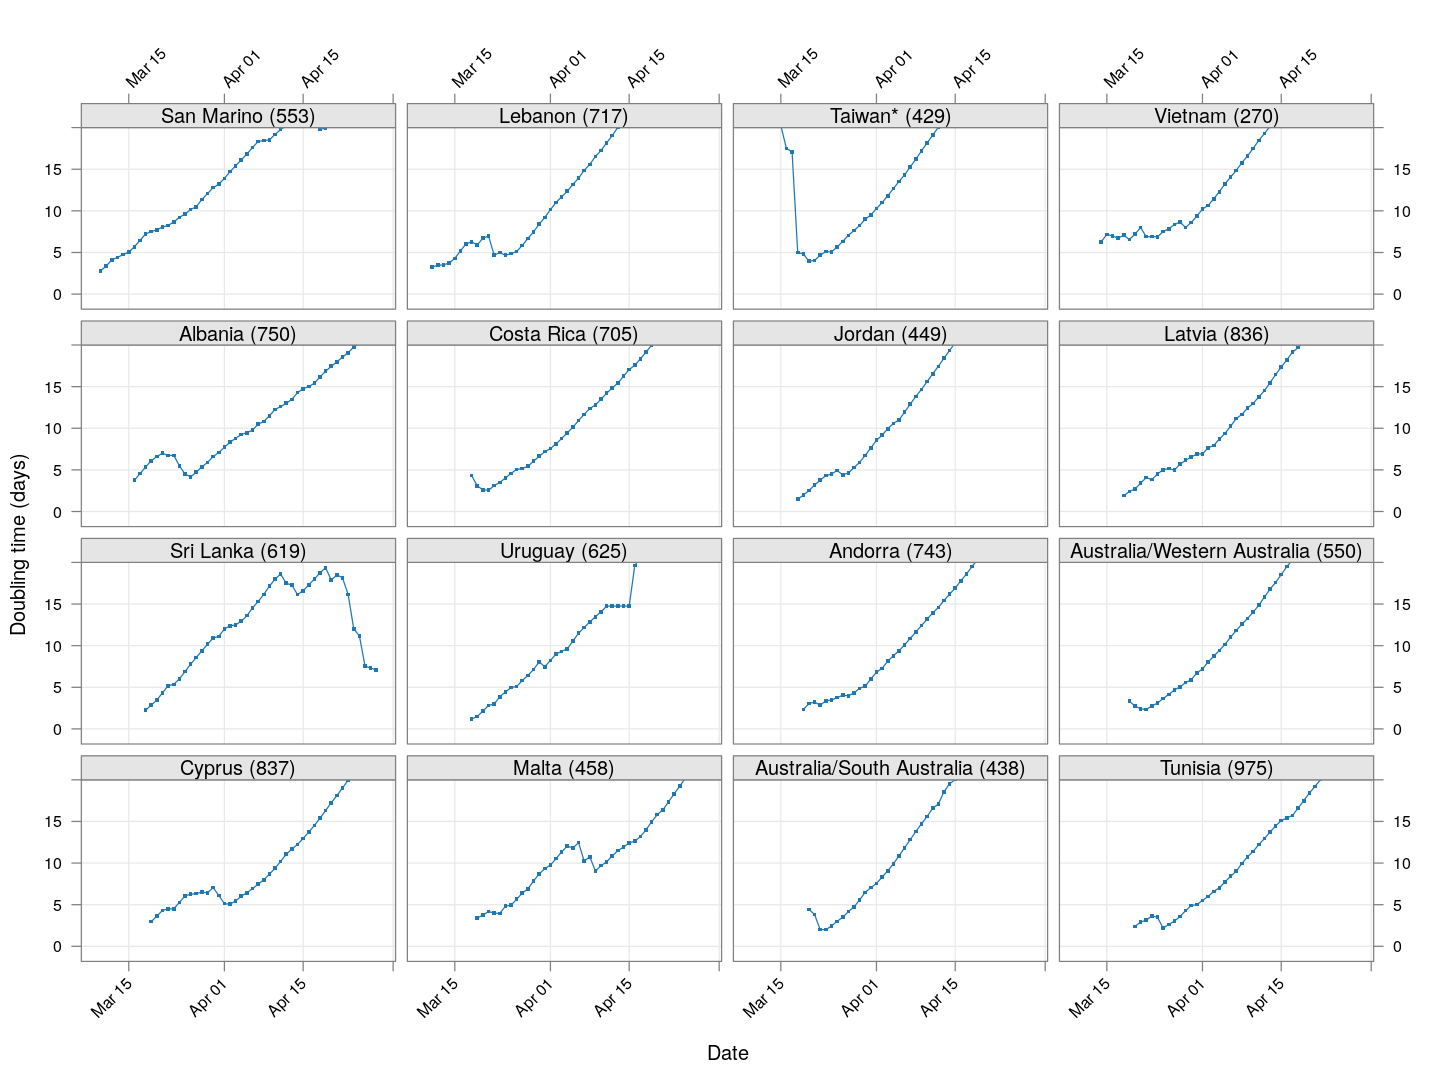 Mar 15 Apr 01 Apr 15 Mar 15 Apr 01 Apr 15 Mar 15 Apr 01 Apr 15 Mar 15 Apr 01 Apr 15
San Marino (553) Lebanon (717) Taiwan* (429) Vietnam (270)
15 15
10 10
5 5
0 0
Albania (750) Costa Rica (705) Jordan (449) Latvia (836)
15 15
10 10
5 5
0 0
Doubling time (days)
Sri Lanka (619) Uruguay (625) Andorra (743) Australia/Western Australia (550)
15 15
10 10
5 5
0 0
Cyprus (837) Malta (458) Australia/South Australia (438) Tunisia (975)
15 15
10 10
5 5
0 0
Mar 15 Apr 01 Apr 15 Mar 15 Apr 01 Apr 15 Mar 15 Apr 01 Apr 15 Mar 15 Apr 01 Apr 15
Date